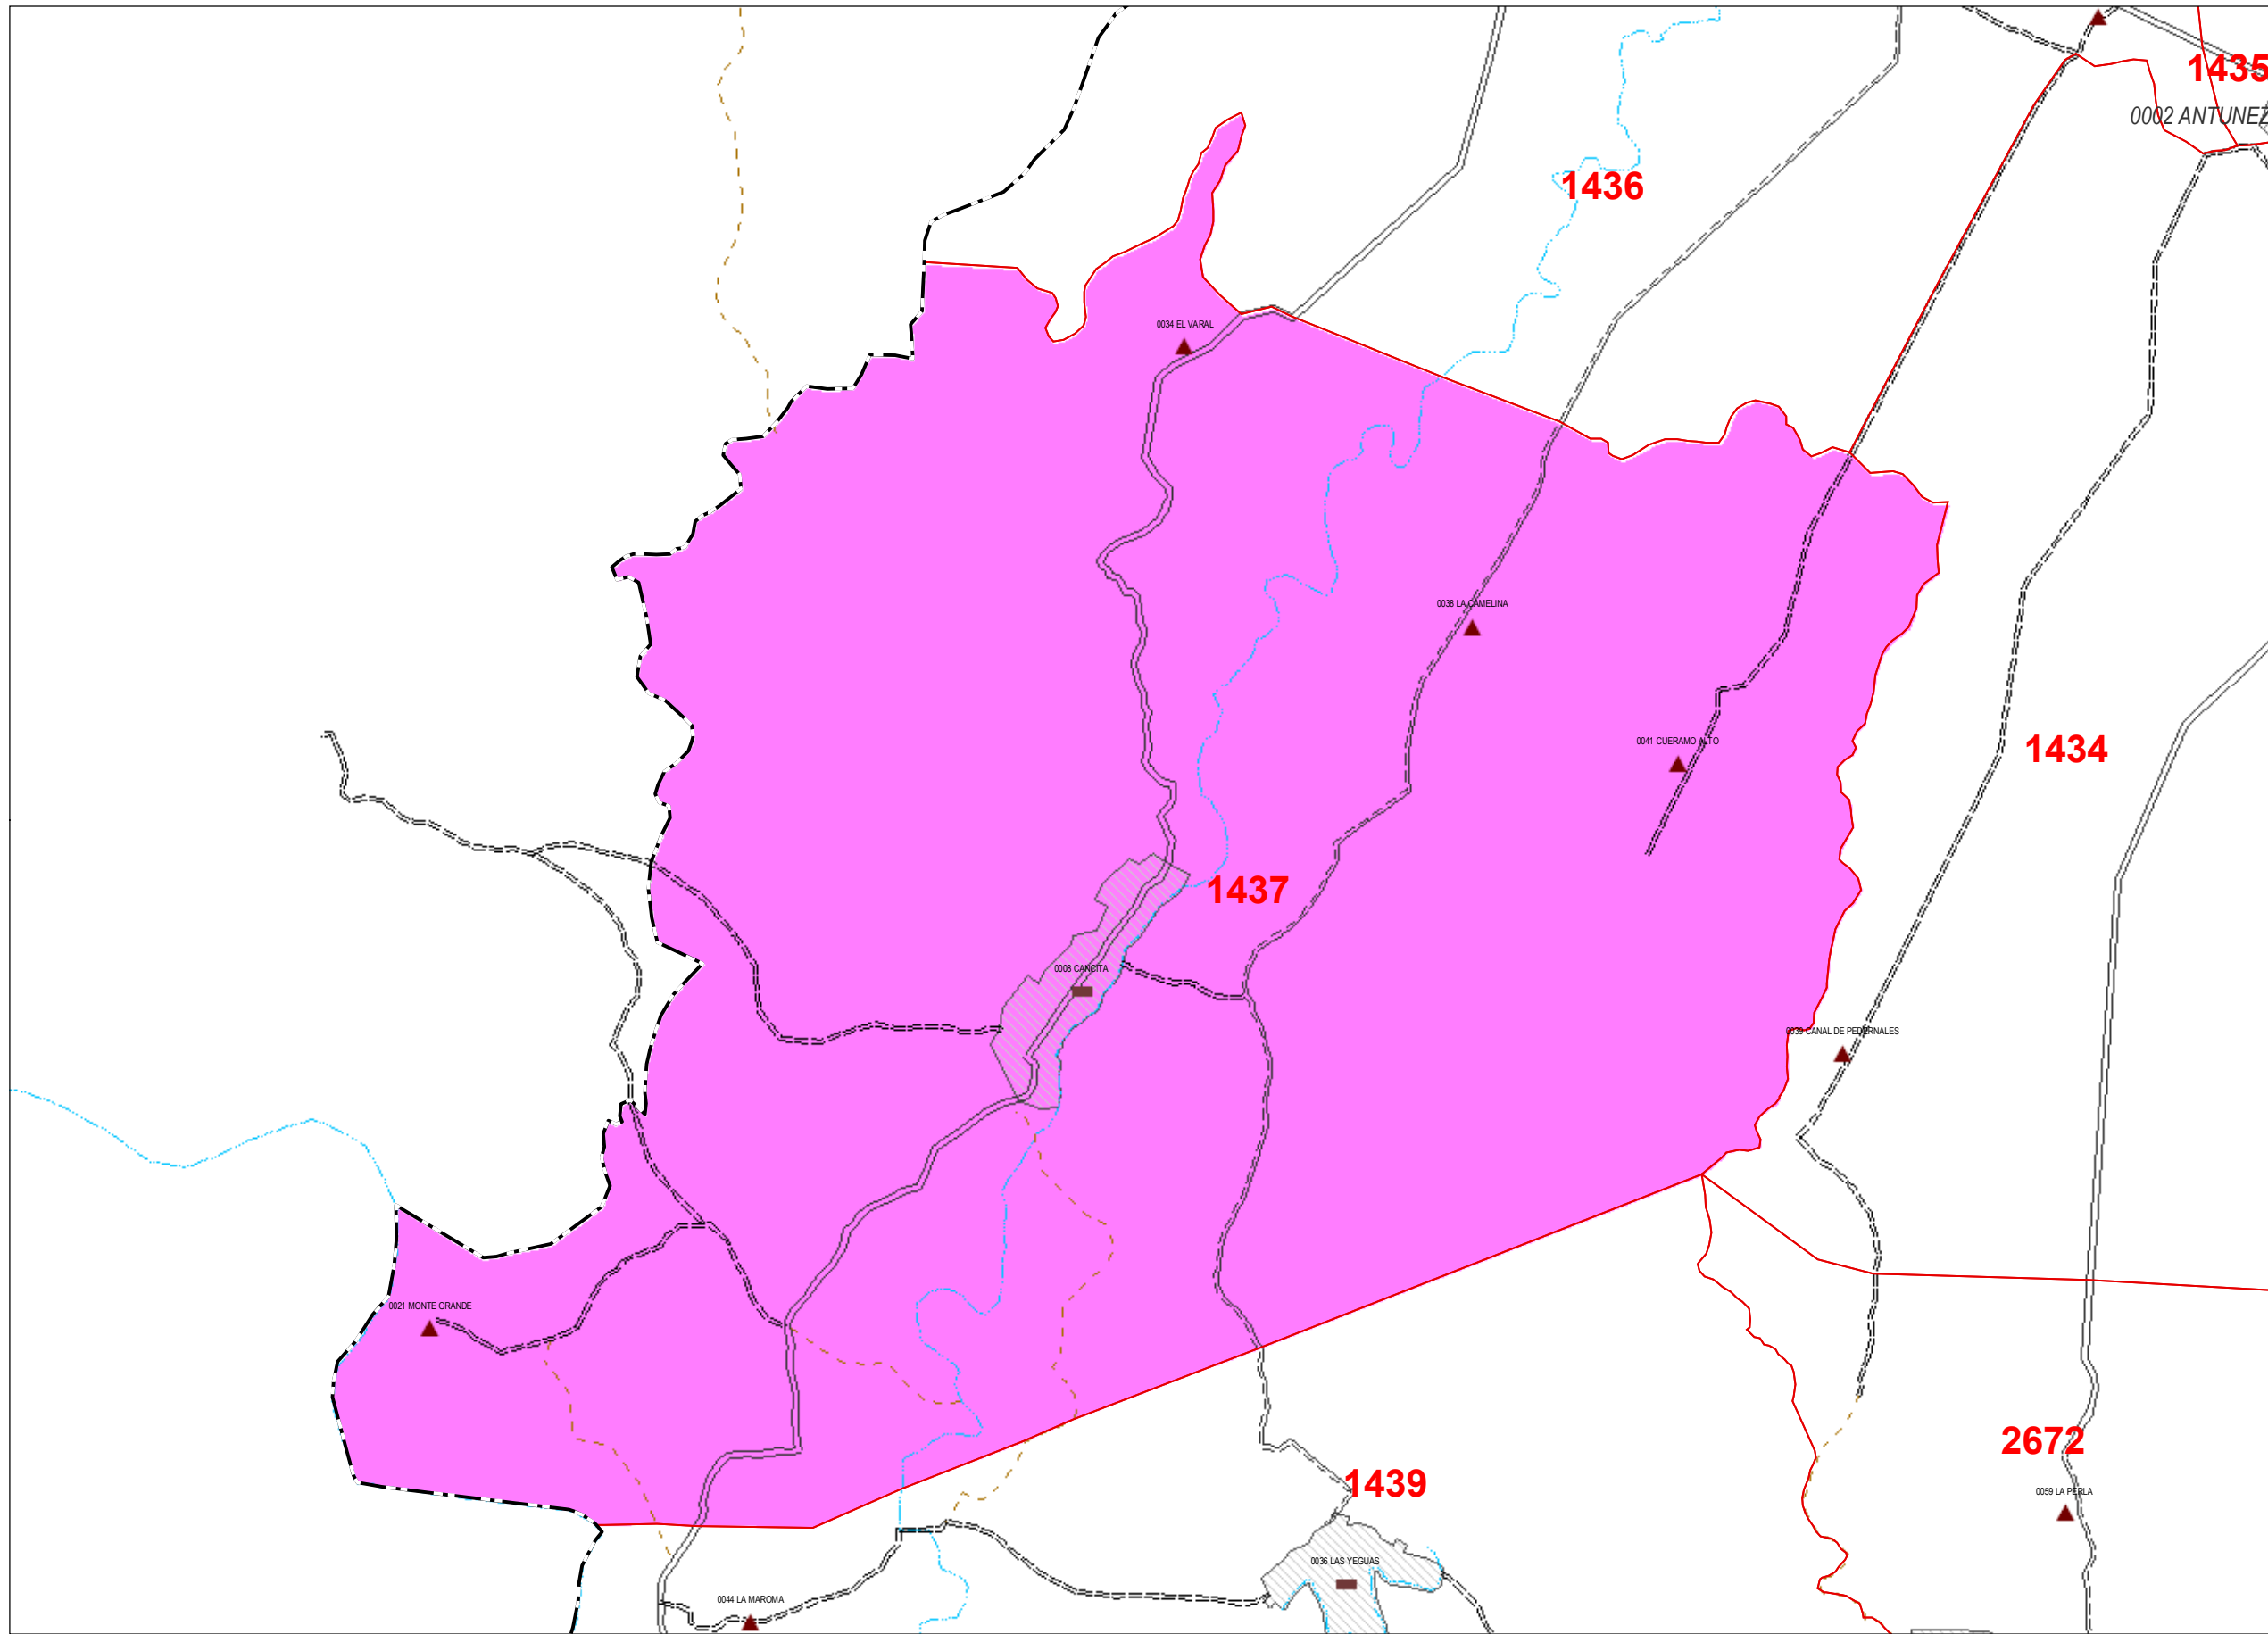 1435
0002 ANTUNEZ
1436
0034 EL VARAL
0038 LA CAMELINA
0041 CUERAMO ALTO
1434
1437
0008 CANCITA
0039 CANAL DE PEDERNALES
0021 MONTE GRANDE
2672
1439
0059 LA PERLA
0036 LAS YEGUAS
0044 LA MAROMA